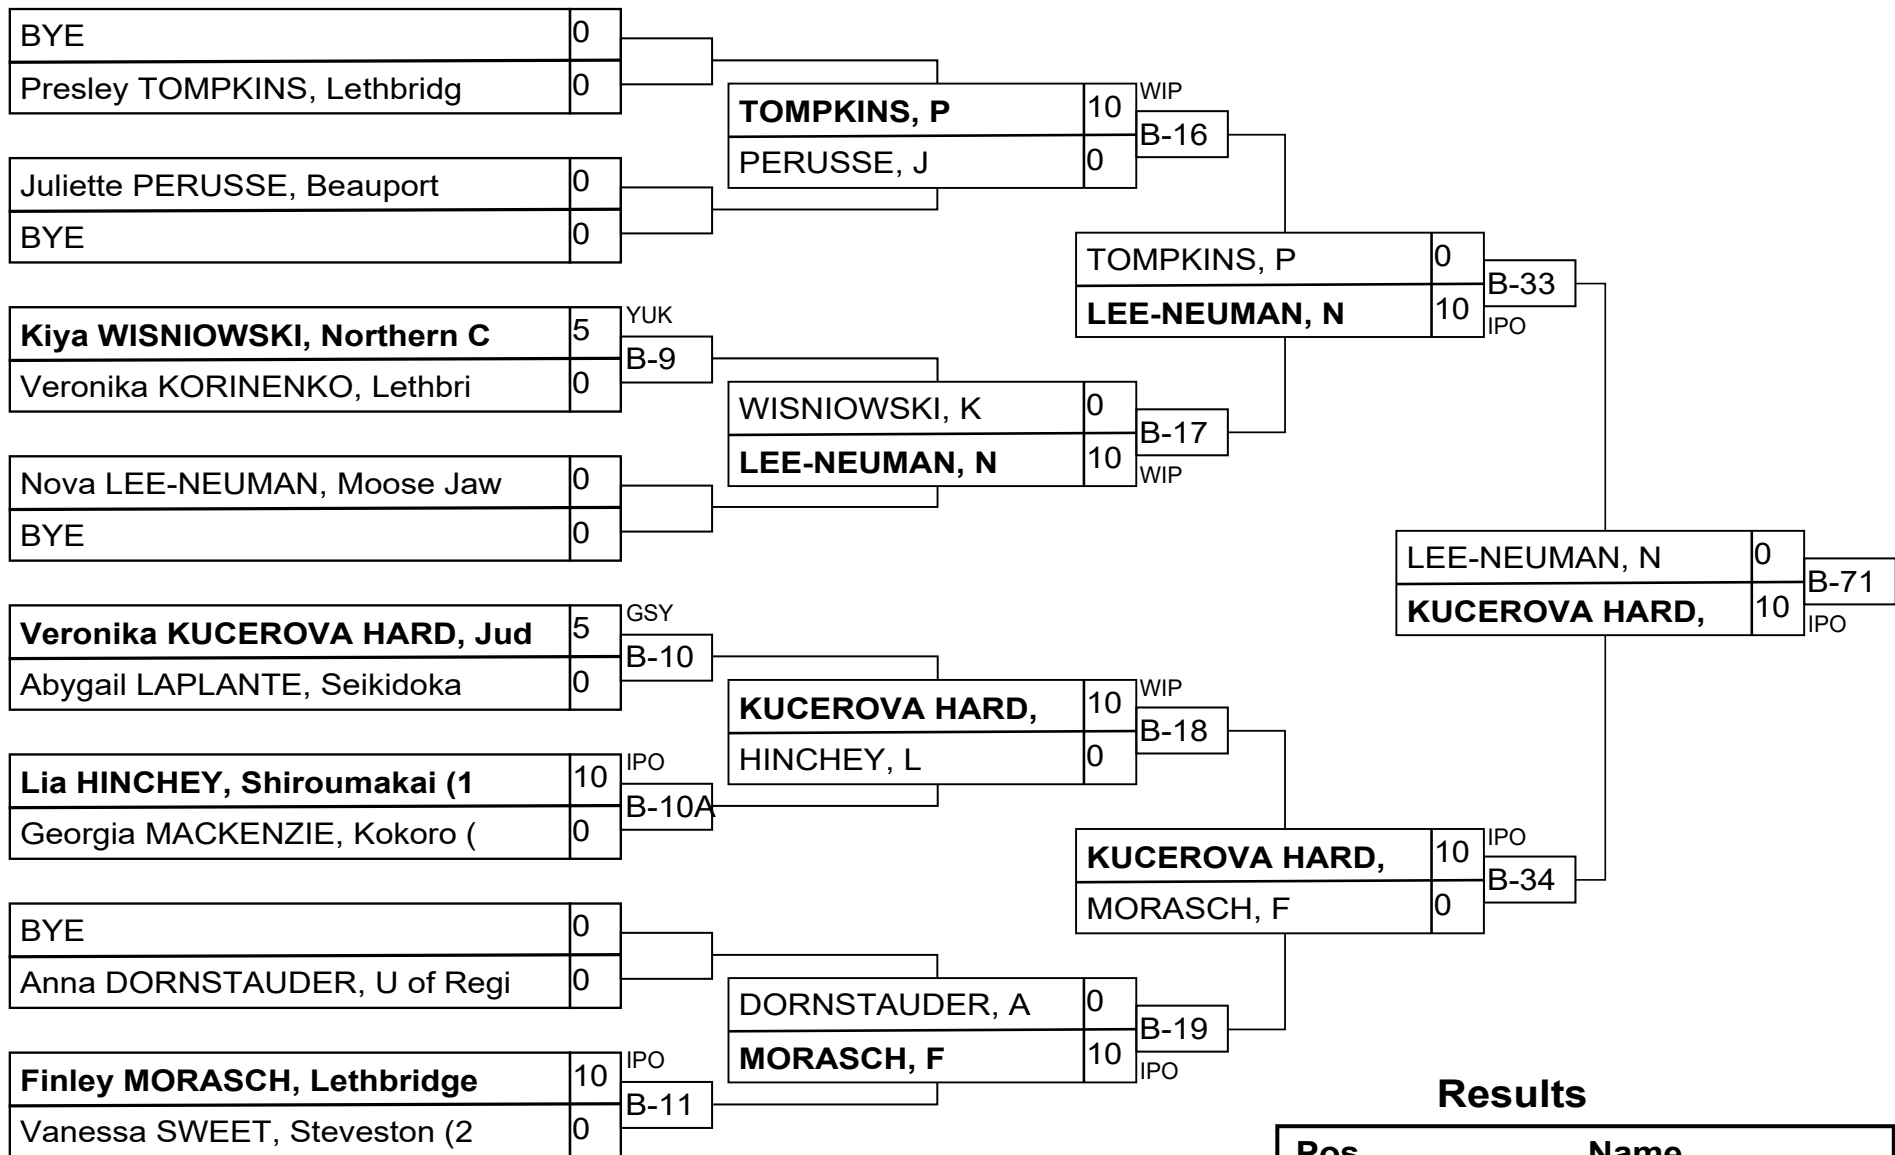 BYE 0
Presley TOMPKINS, Lethbridg 0
Juliette PERUSSE, Beauport 0
BYE 0
Kiya WISNIOWSKI, Northern C 5
YUK
B-9
Veronika KORINENKO, Lethbri 0
Nova LEE-NEUMAN, Moose Jaw 0
BYE 0
Veronika KUCEROVA HARD, Jud 5
GSY
B-10
Abygail LAPLANTE, Seikidoka 0
Lia HINCHEY, Shiroumakai (1 10
IPO
B-10A
Georgia MACKENZIE, Kokoro ( 0
BYE 0
Anna DORNSTAUDER, U of Regi 0
Finley MORASCH, Lethbridge 10
IPO
B-11
Vanessa SWEET, Steveston (2 0
TOMPKINS, P 10
WIP
B-16
PERUSSE, J 0
WISNIOWSKI, K 0
B-17
LEE-NEUMAN, N 10
WIP
KUCEROVA HARD, 10
WIP
B-18
HINCHEY, L 0
DORNSTAUDER, A 0
B-19
MORASCH, F 10
IPO
TOMPKINS, P 0
B-33
LEE-NEUMAN, N 10
IPO
KUCEROVA HARD, 10
IPO
B-34
MORASCH, F 0
LEE-NEUMAN, N 0
B-71
KUCEROVA HARD, 10
IPO
Results
Pos Name